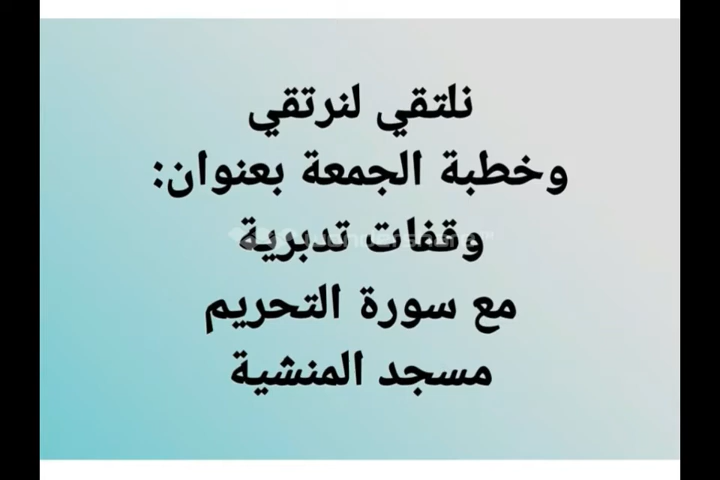 نلتقي لنرتقي
وخطبة الجمعة بعنوان:
وقفات تدبرية
مع سورة التحريم
مسجد المنشية